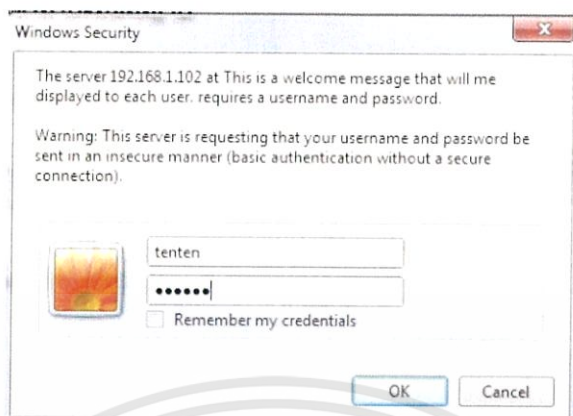 Windows Security
The server 192.168.1.102 at This is a welcome message that will me
displayed to each user. requires a username and password.
Warning: This server is requesting that your username and password be
sent in an insecure manner (basic authentication without a secure
connection).
tenten
••••••
Remember my credentials
OK Cancel